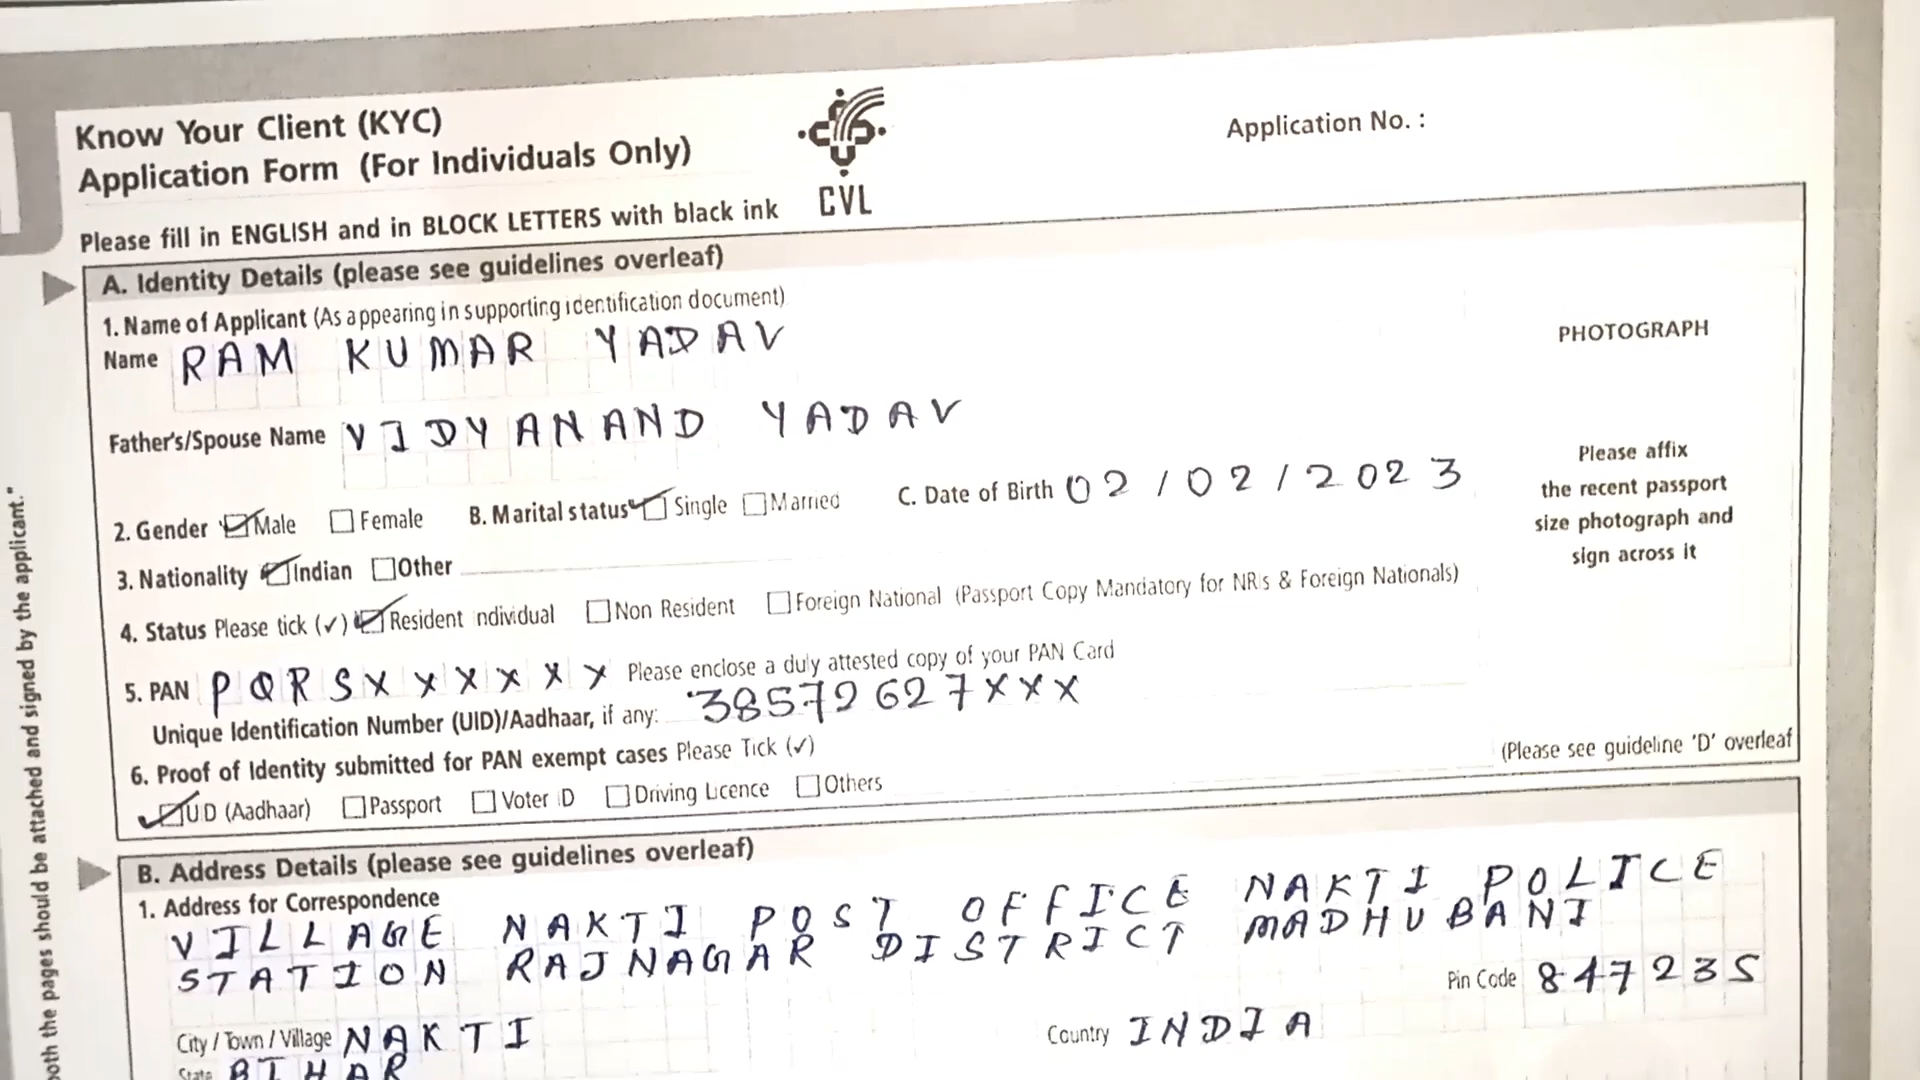 Know Your Client (KYC)
Application Form (For Individuals Only)
CVL
Application No. :
Please fill in ENGLISH and in BLOCK LETTERS with black ink
A. Identity Details (please see guidelines overleaf)
1. Name of Applicant (As appearing in supporting identification document)
Name RAM KUMAR YADAV
PHOTOGRAPH
Father's/Spouse Name VIDYANAND YADAV
Please affix
the recent passport
size photograph and
sign across it
2. Gender Male Female B. Marital status Single Married C. Date of Birth 02/02/2023
3. Nationality Indian Other
4. Status Please tick (✓) Resident ndividual Non Resident Foreign National (Passport Copy Mandatory for NRIs & Foreign Nationals)
5. PAN PQRSXXXXXX Please enclose a duly attested copy of your PAN Card
Unique Identification Number (UID)/Aadhaar, if any: 38572627XXX
6. Proof of Identity submitted for PAN exempt cases Please Tick (✓)
(Please see guideline 'D' overleaf
UID (Aadhaar) Passport Voter ID Driving Licence Others
B. Address Details (please see guidelines overleaf)
1. Address for Correspondence
VILLAGE NAKTI POST OFFICE NAKTI POLICE
STATION RAJNAGAR DISTRICT MADHUBANI
Pin Code 847235
City / Town / Village NAKTI
Country INDIA
State BIHAR
both the pages should be attached and signed by the applicant."